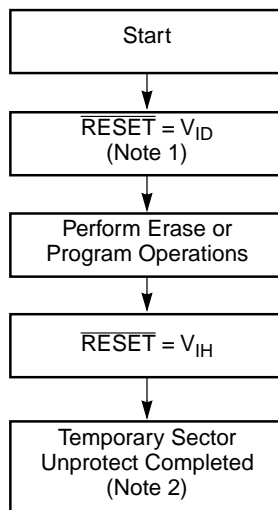 Start
RESET = VID
(Note 1)
Perform Erase or
Program Operations
RESET = VIH
Temporary Sector
Unprotect Completed
(Note 2)